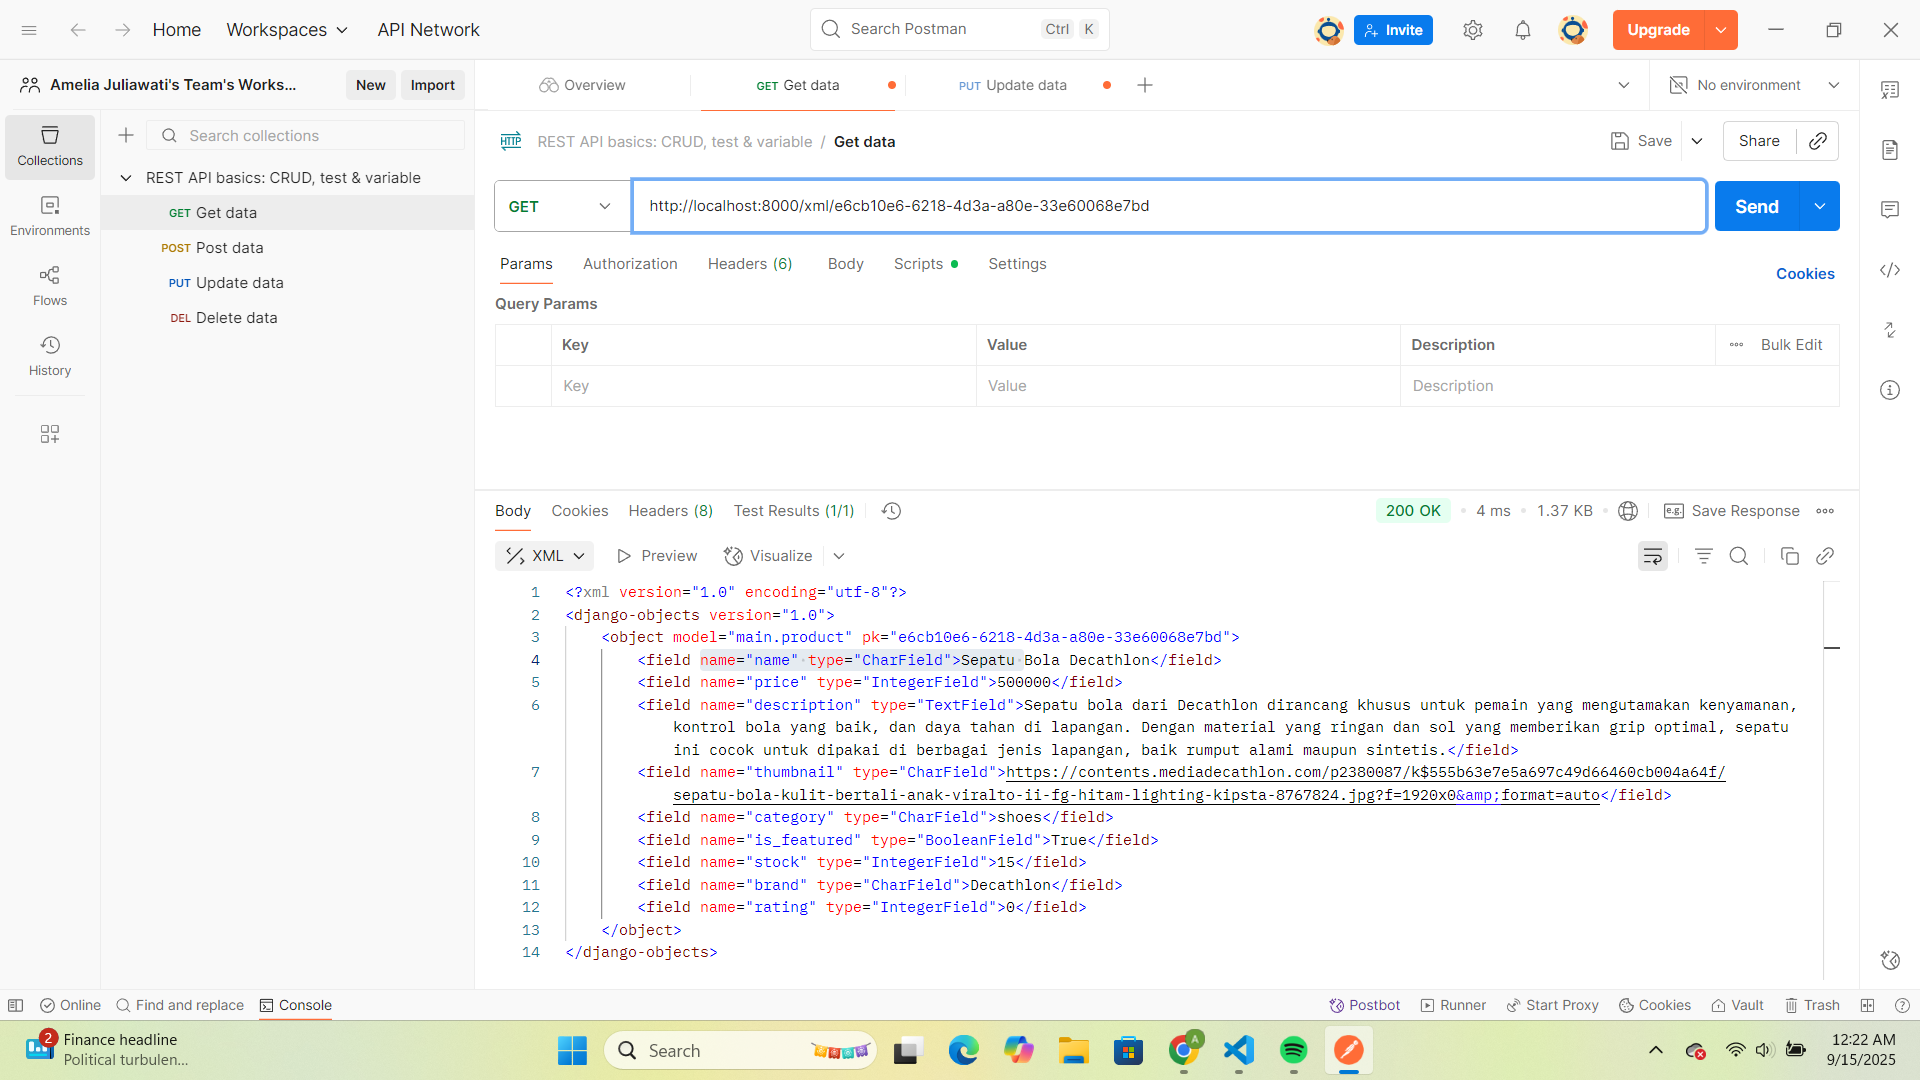 Home
Workspaces
API Network
Search Postman
Ctrl K
Invite
Upgrade
Amelia Juliawati's Team's Works...
New
Import
Overview
GET Get data
PUT Update data
No environment
Collections
Environments
Flows
History
Search collections
REST API basics: CRUD, test & variable
GET Get data
POST Post data
PUT Update data
DEL Delete data
HTTP
REST API basics: CRUD, test & variable / Get data
Save
Share
GET
http://localhost:8000/xml/e6cb10e6-6218-4d3a-a80e-33e60068e7bd
Send
Params
Authorization
Headers (6)
Body
Scripts
Settings
Cookies
Query Params
Key
Value
Description
Bulk Edit
Key
Value
Description
Body
Cookies
Headers (8)
Test Results (1/1)
200 OK
4 ms
1.37 KB
e.g.
Save Response
XML
Preview
Visualize
1 <?xml version="1.0" encoding="utf-8"?>
2 <django-objects version="1.0">
3 <object model="main.product" pk="e6cb10e6-6218-4d3a-a80e-33e60068e7bd">
4 <field name="name" type="CharField">Sepatu Bola Decathlon</field>
5 <field name="price" type="IntegerField">500000</field>
6 <field name="description" type="TextField">Sepatu bola dari Decathlon dirancang khusus untuk pemain yang mengutamakan kenyamanan,
kontrol bola yang baik, dan daya tahan di lapangan. Dengan material yang ringan dan sol yang memberikan grip optimal, sepatu
ini cocok untuk dipakai di berbagai jenis lapangan, baik rumput alami maupun sintetis.</field>
7 <field name="thumbnail" type="CharField">https://contents.mediadecathlon.com/p2380087/k$555b63e7e5a697c49d66460cb004a64f/
sepatu-bola-kulit-bertali-anak-viralto-ii-fg-hitam-lighting-kipsta-8767824.jpg?f=1920x0&amp;format=auto</field>
8 <field name="category" type="CharField">shoes</field>
9 <field name="is_featured" type="BooleanField">True</field>
10 <field name="stock" type="IntegerField">15</field>
11 <field name="brand" type="CharField">Decathlon</field>
12 <field name="rating" type="IntegerField">0</field>
13 </object>
14 </django-objects>
Online
Find and replace
Console
Postbot
Runner
Start Proxy
Cookies
Vault
Trash
2
Finance headline
Political turbulen...
Search
A
12:22 AM
9/15/2025